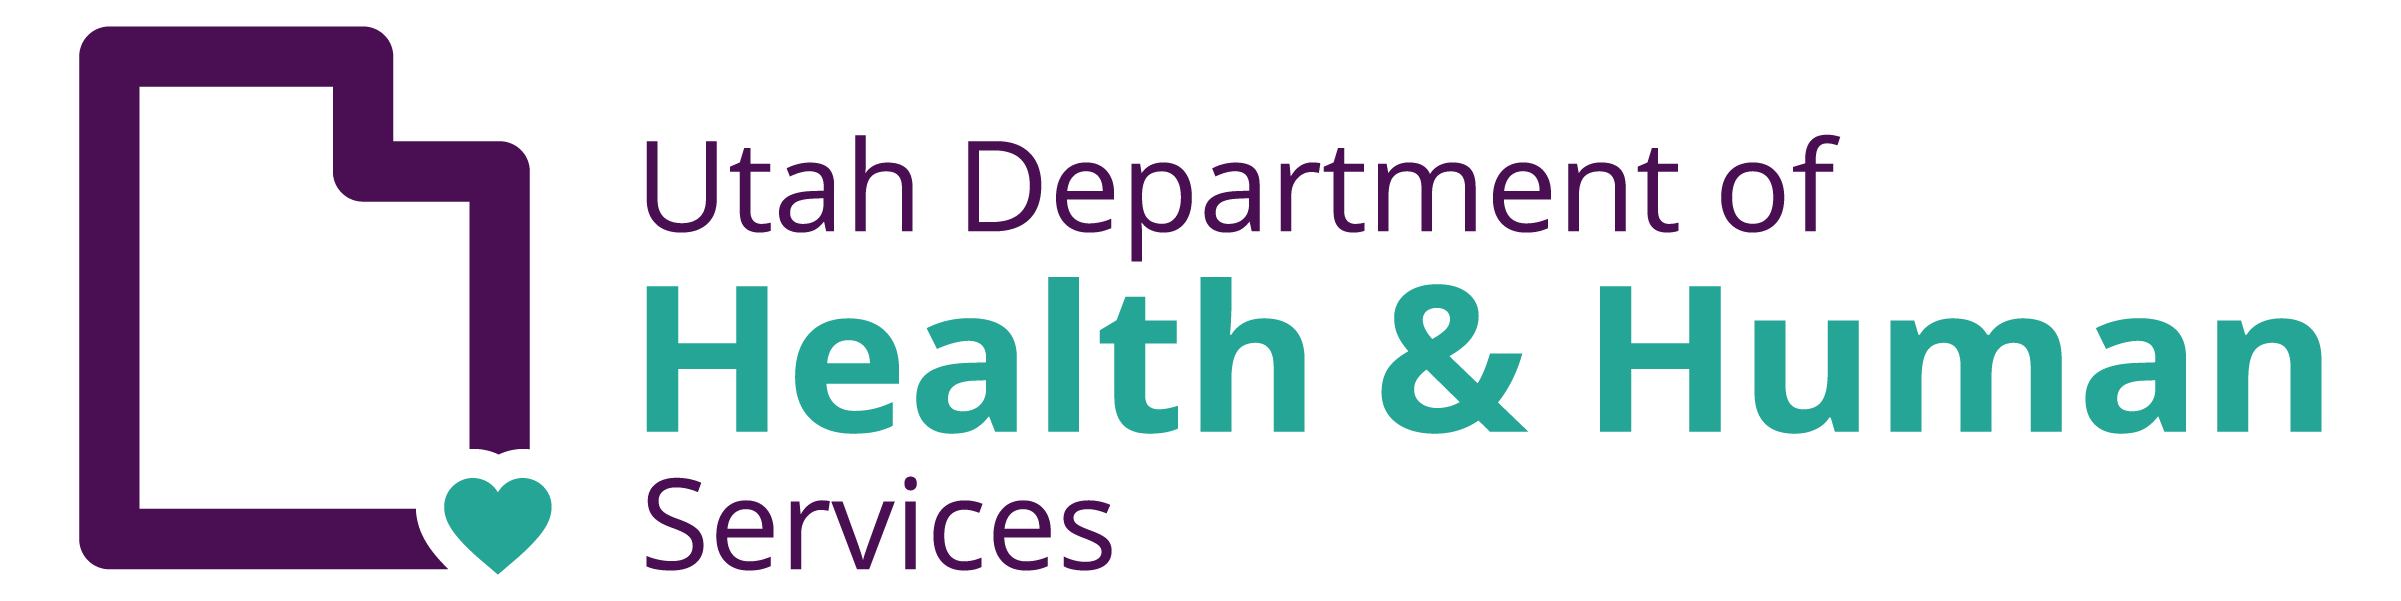 Utah Department of
Health & Human
Services